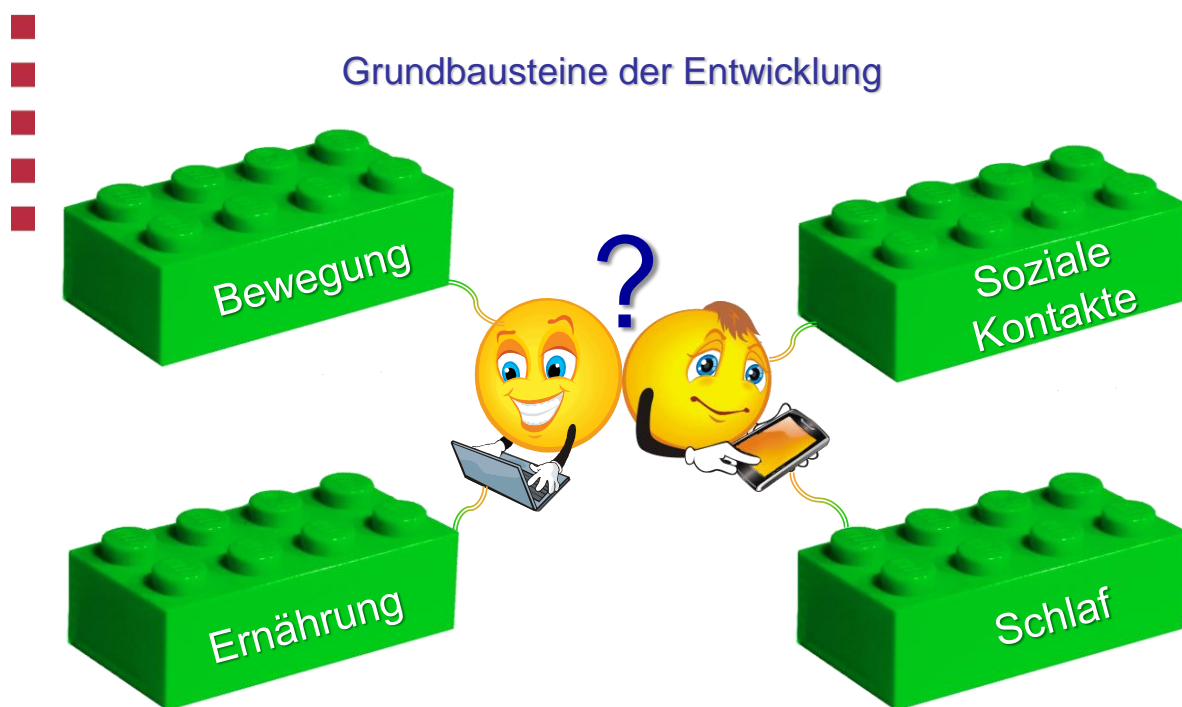 Grundbausteine der Entwicklung
Bewegung
?
Soziale
Kontakte
Ernährung
Schlaf